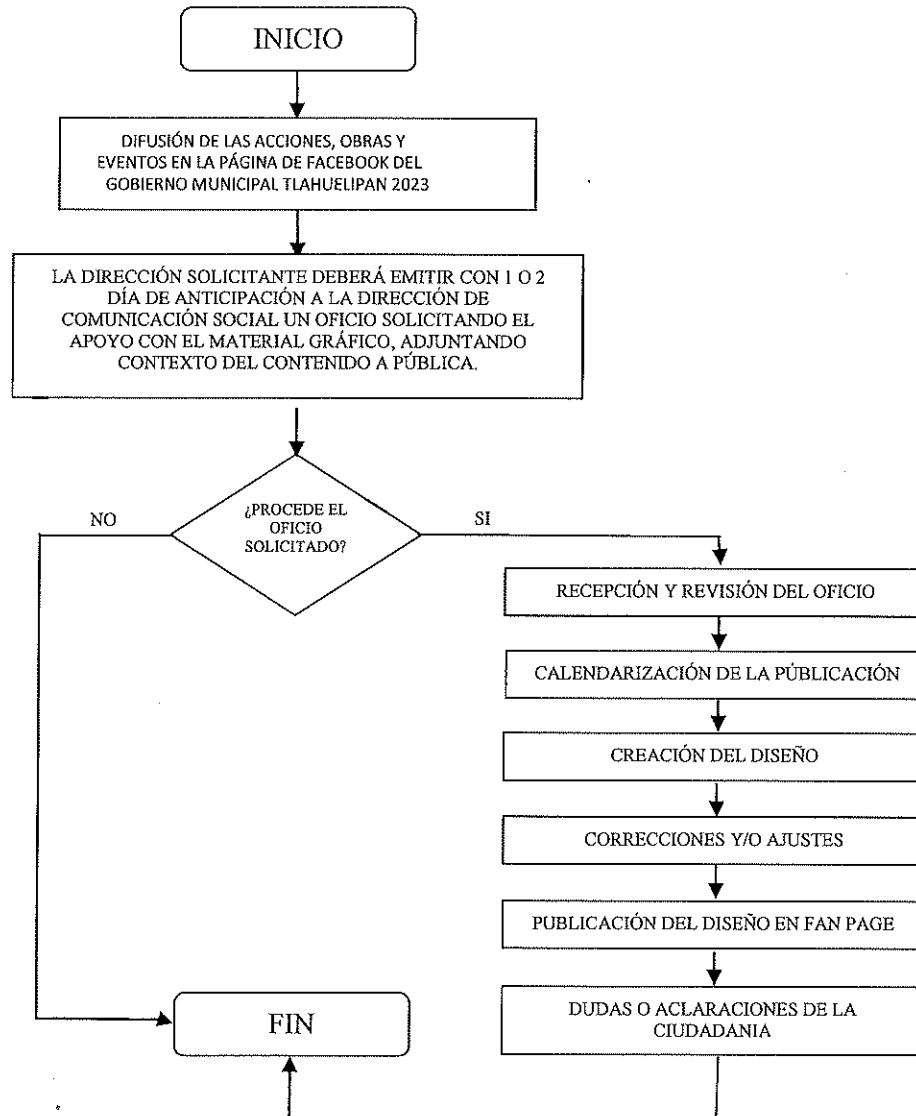 INICIO
DIFUSIÓN DE LAS ACCIONES, OBRAS Y
EVENTOS EN LA PÁGINA DE FACEBOOK DEL
GOBIERNO MUNICIPAL TLAHUELIPAN 2023
LA DIRECCIÓN SOLICITANTE DEBERÁ EMITIR CON 1 O 2
DÍA DE ANTICIPACIÓN A LA DIRECCIÓN DE
COMUNICACIÓN SOCIAL UN OFICIO SOLICITANDO EL
APOYO CON EL MATERIAL GRÁFICO, ADJUNTANDO
CONTEXTO DEL CONTENIDO A PÚBLICA.
¿PROCEDE EL
OFICIO
SOLICITADO?
NO
SI
RECEPCIÓN Y REVISIÓN DEL OFICIO
CALENDARIZACIÓN DE LA PÚBLICACIÓN
CREACIÓN DEL DISEÑO
CORRECCIONES Y/O AJUSTES
PUBLICACIÓN DEL DISEÑO EN FAN PAGE
DUDAS O ACLARACIONES DE LA
CIUDADANIA
FIN